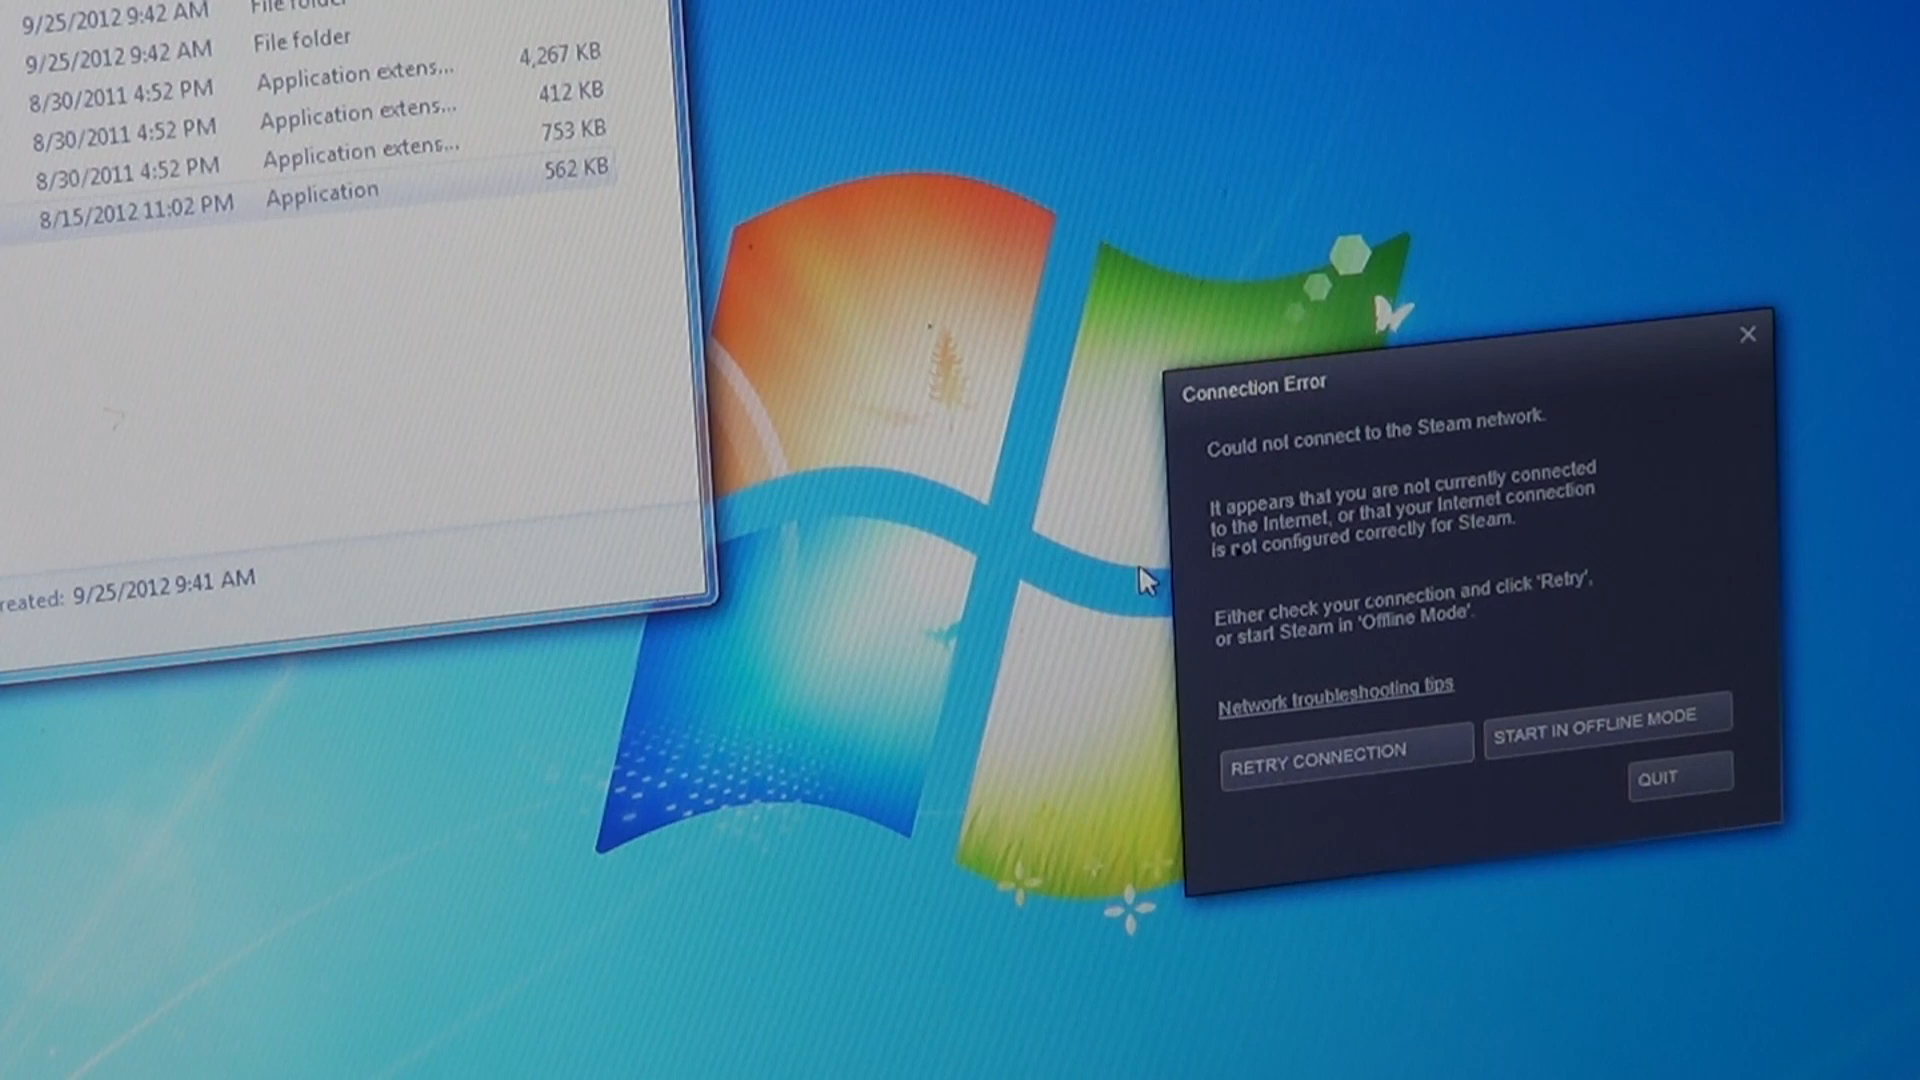 9/25/2012 9:42 AM File folder
9/25/2012 9:42 AM File folder
8/30/2011 4:52 PM Application extens... 4,267 KB
8/30/2011 4:52 PM Application extens... 412 KB
8/30/2011 4:52 PM Application extens... 753 KB
8/15/2012 11:02 PM Application 562 KB
reated: 9/25/2012 9:41 AM
Connection Error
Could not connect to the Steam network.
It appears that you are not currently connected
to the Internet, or that your Internet connection
is not configured correctly for Steam.
Either check your connection and click 'Retry',
or start Steam in 'Offline Mode'.
Network troubleshooting tips
RETRY CONNECTION
START IN OFFLINE MODE
QUIT